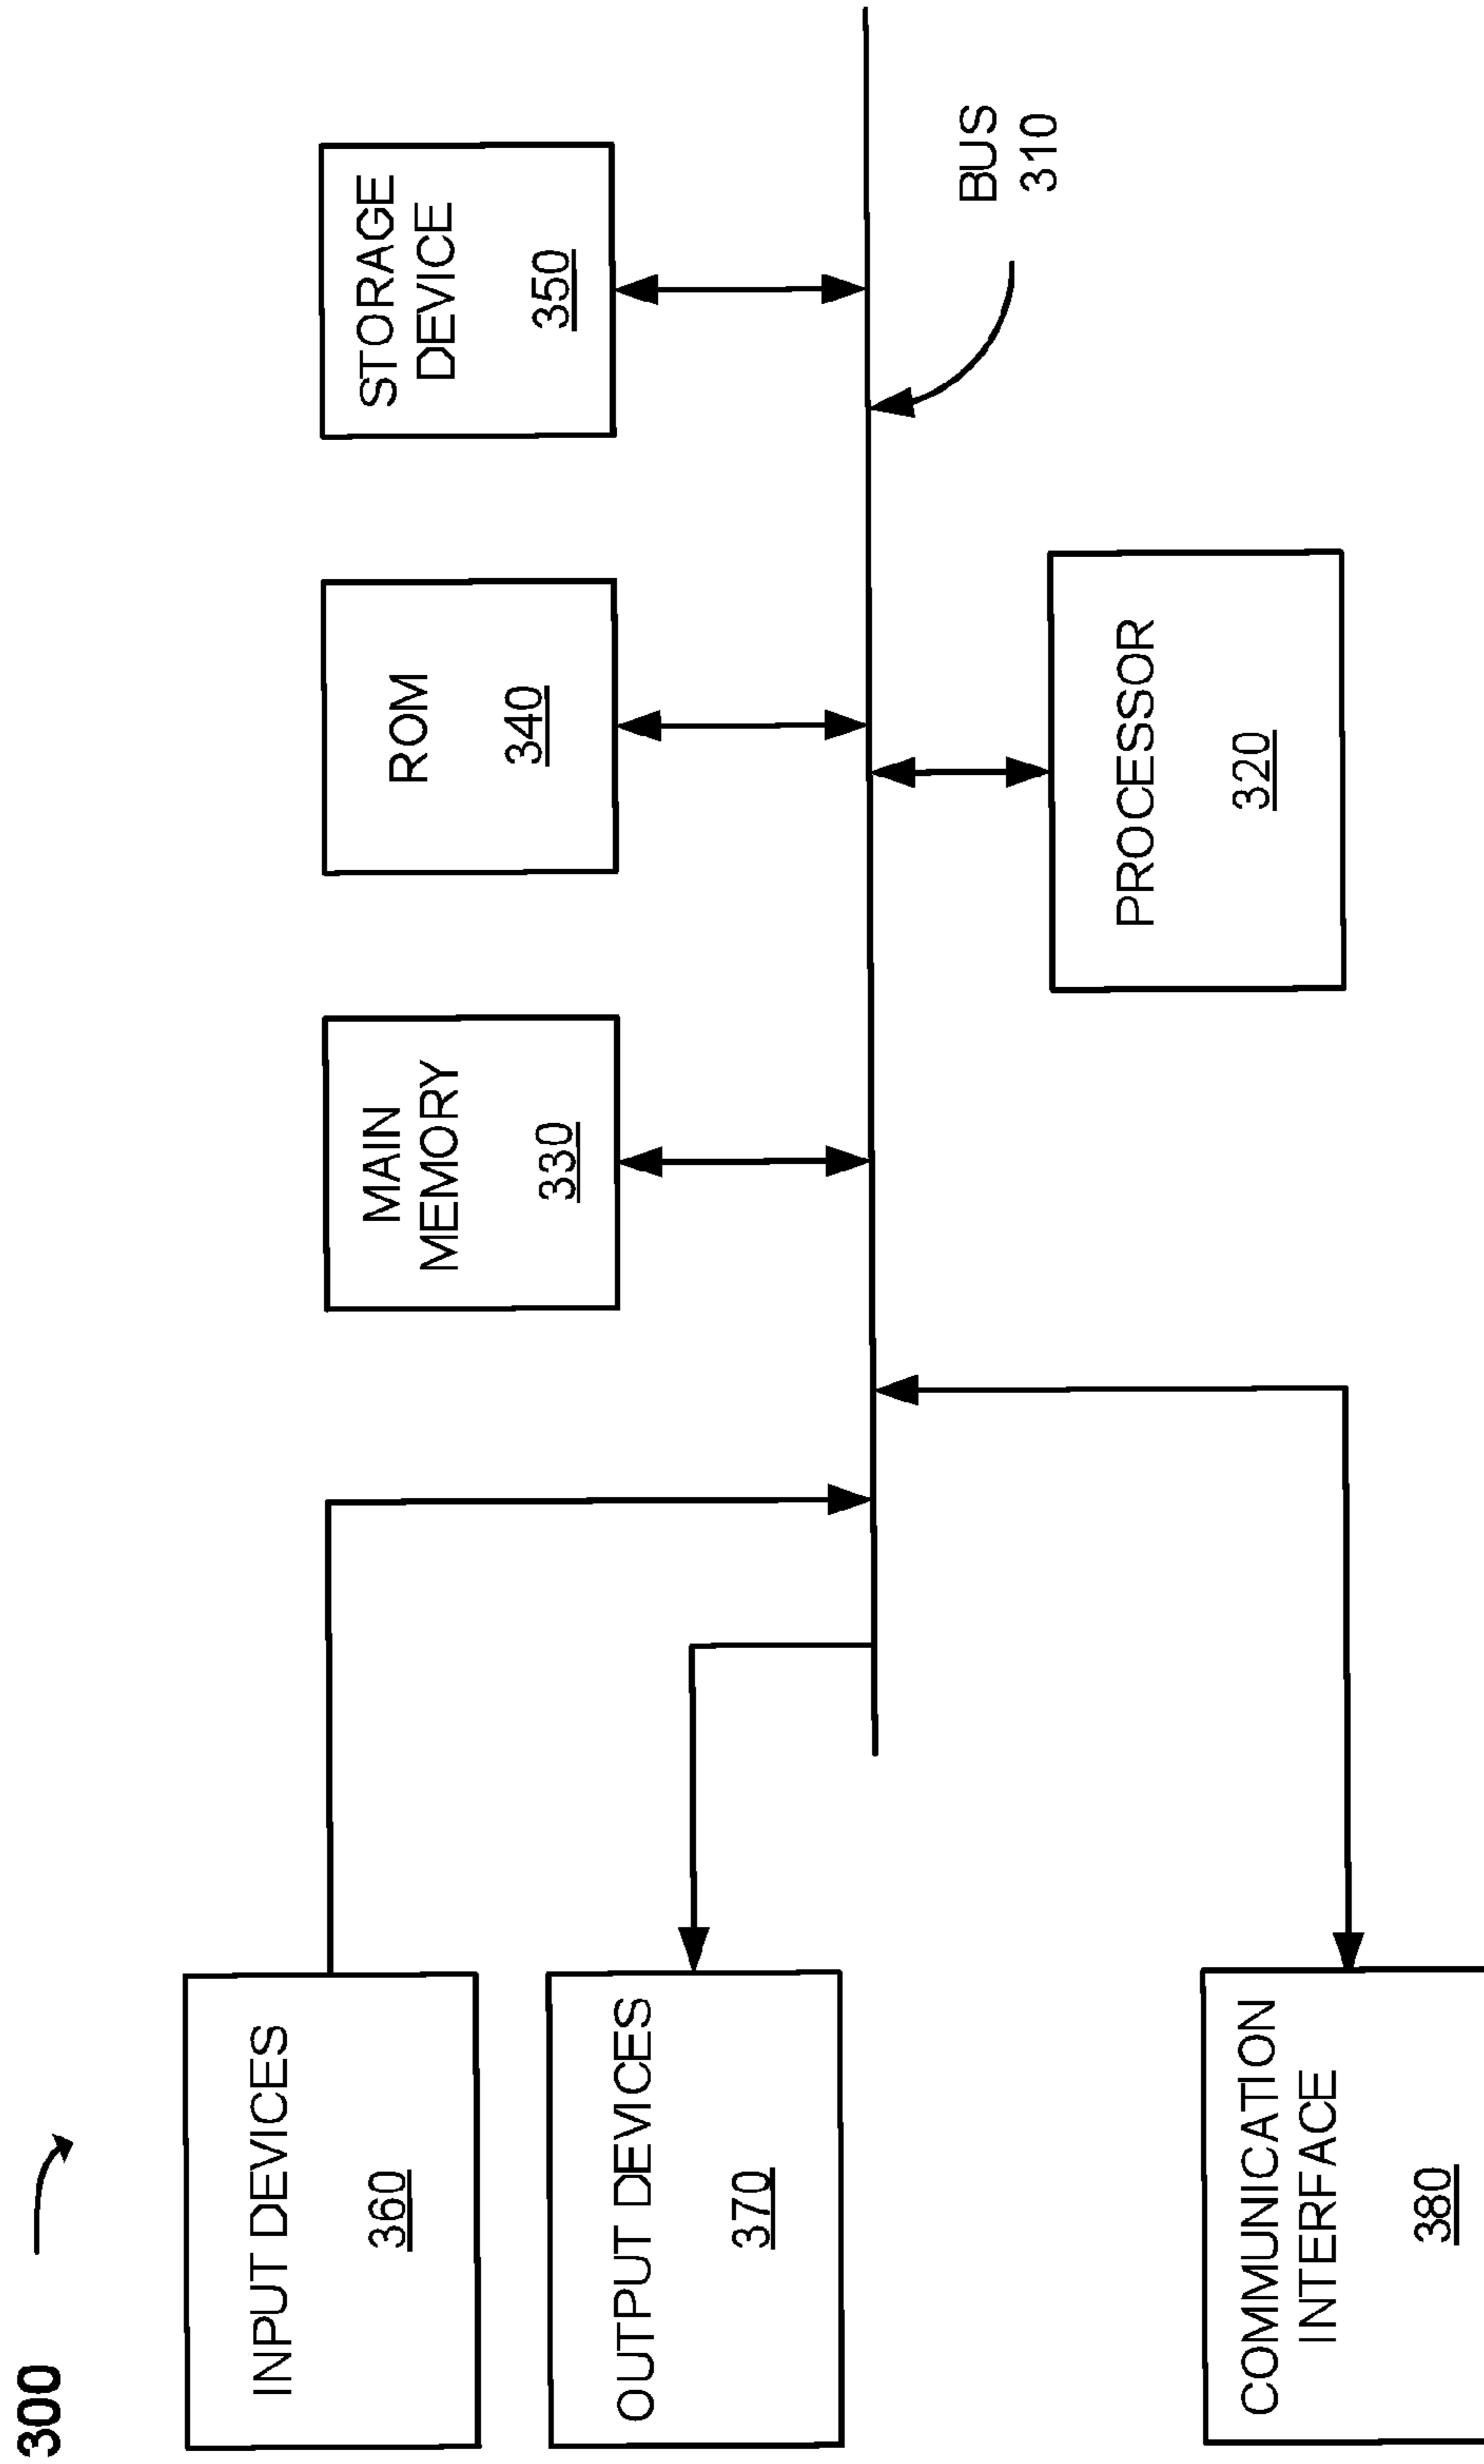 300
INPUT DEVICES
360
OUTPUT DEVICES
370
COMMUNICATION
INTERFACE
380
MAIN
MEMORY
330
ROM
340
STORAGE
DEVICE
350
PROCESSOR
320
BUS
310